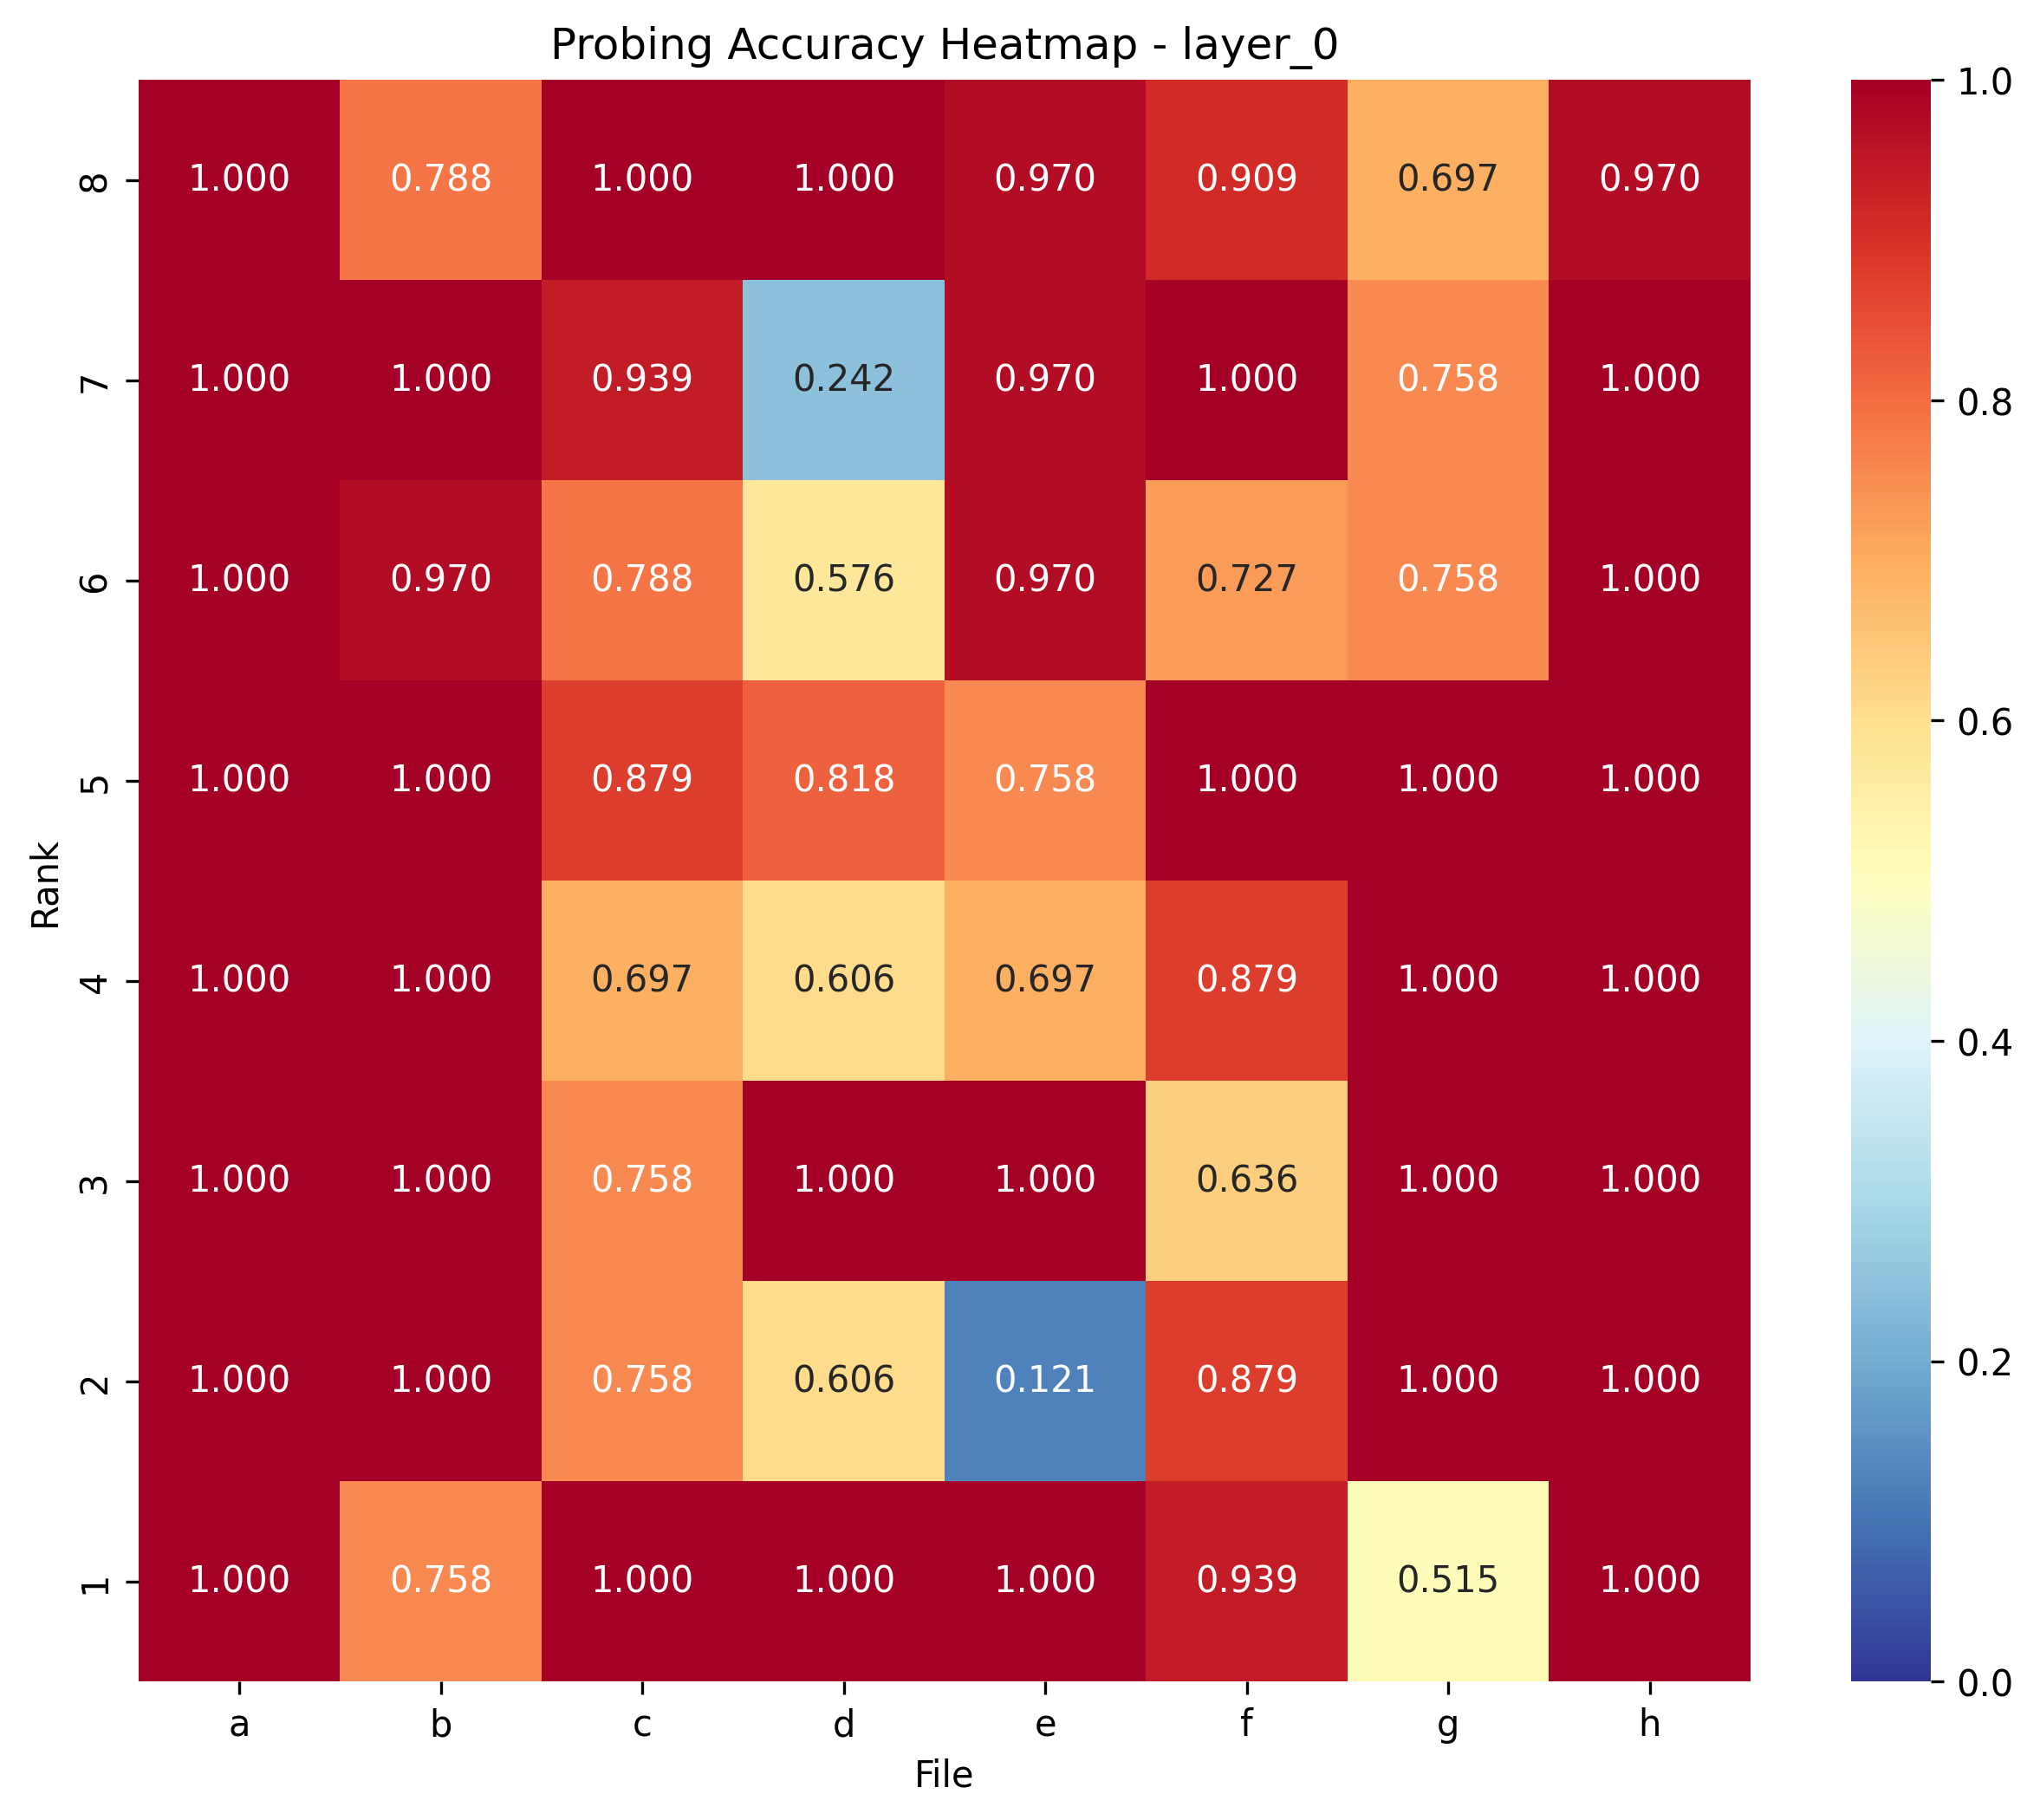 Probing Accuracy Heatmap - layer_0
8 1.000 0.788 1.000 1.000 0.970 0.909 0.697 0.970
7 1.000 1.000 0.939 0.242 0.970 1.000 0.758 1.000
6 1.000 0.970 0.788 0.576 0.970 0.727 0.758 1.000
5 1.000 1.000 0.879 0.818 0.758 1.000 1.000 1.000
4 1.000 1.000 0.697 0.606 0.697 0.879 1.000 1.000
3 1.000 1.000 0.758 1.000 1.000 0.636 1.000 1.000
2 1.000 1.000 0.758 0.606 0.121 0.879 1.000 1.000
1 1.000 0.758 1.000 1.000 1.000 0.939 0.515 1.000
Rank
a b c d e f g h
File
1.0
0.8
0.6
0.4
0.2
0.0